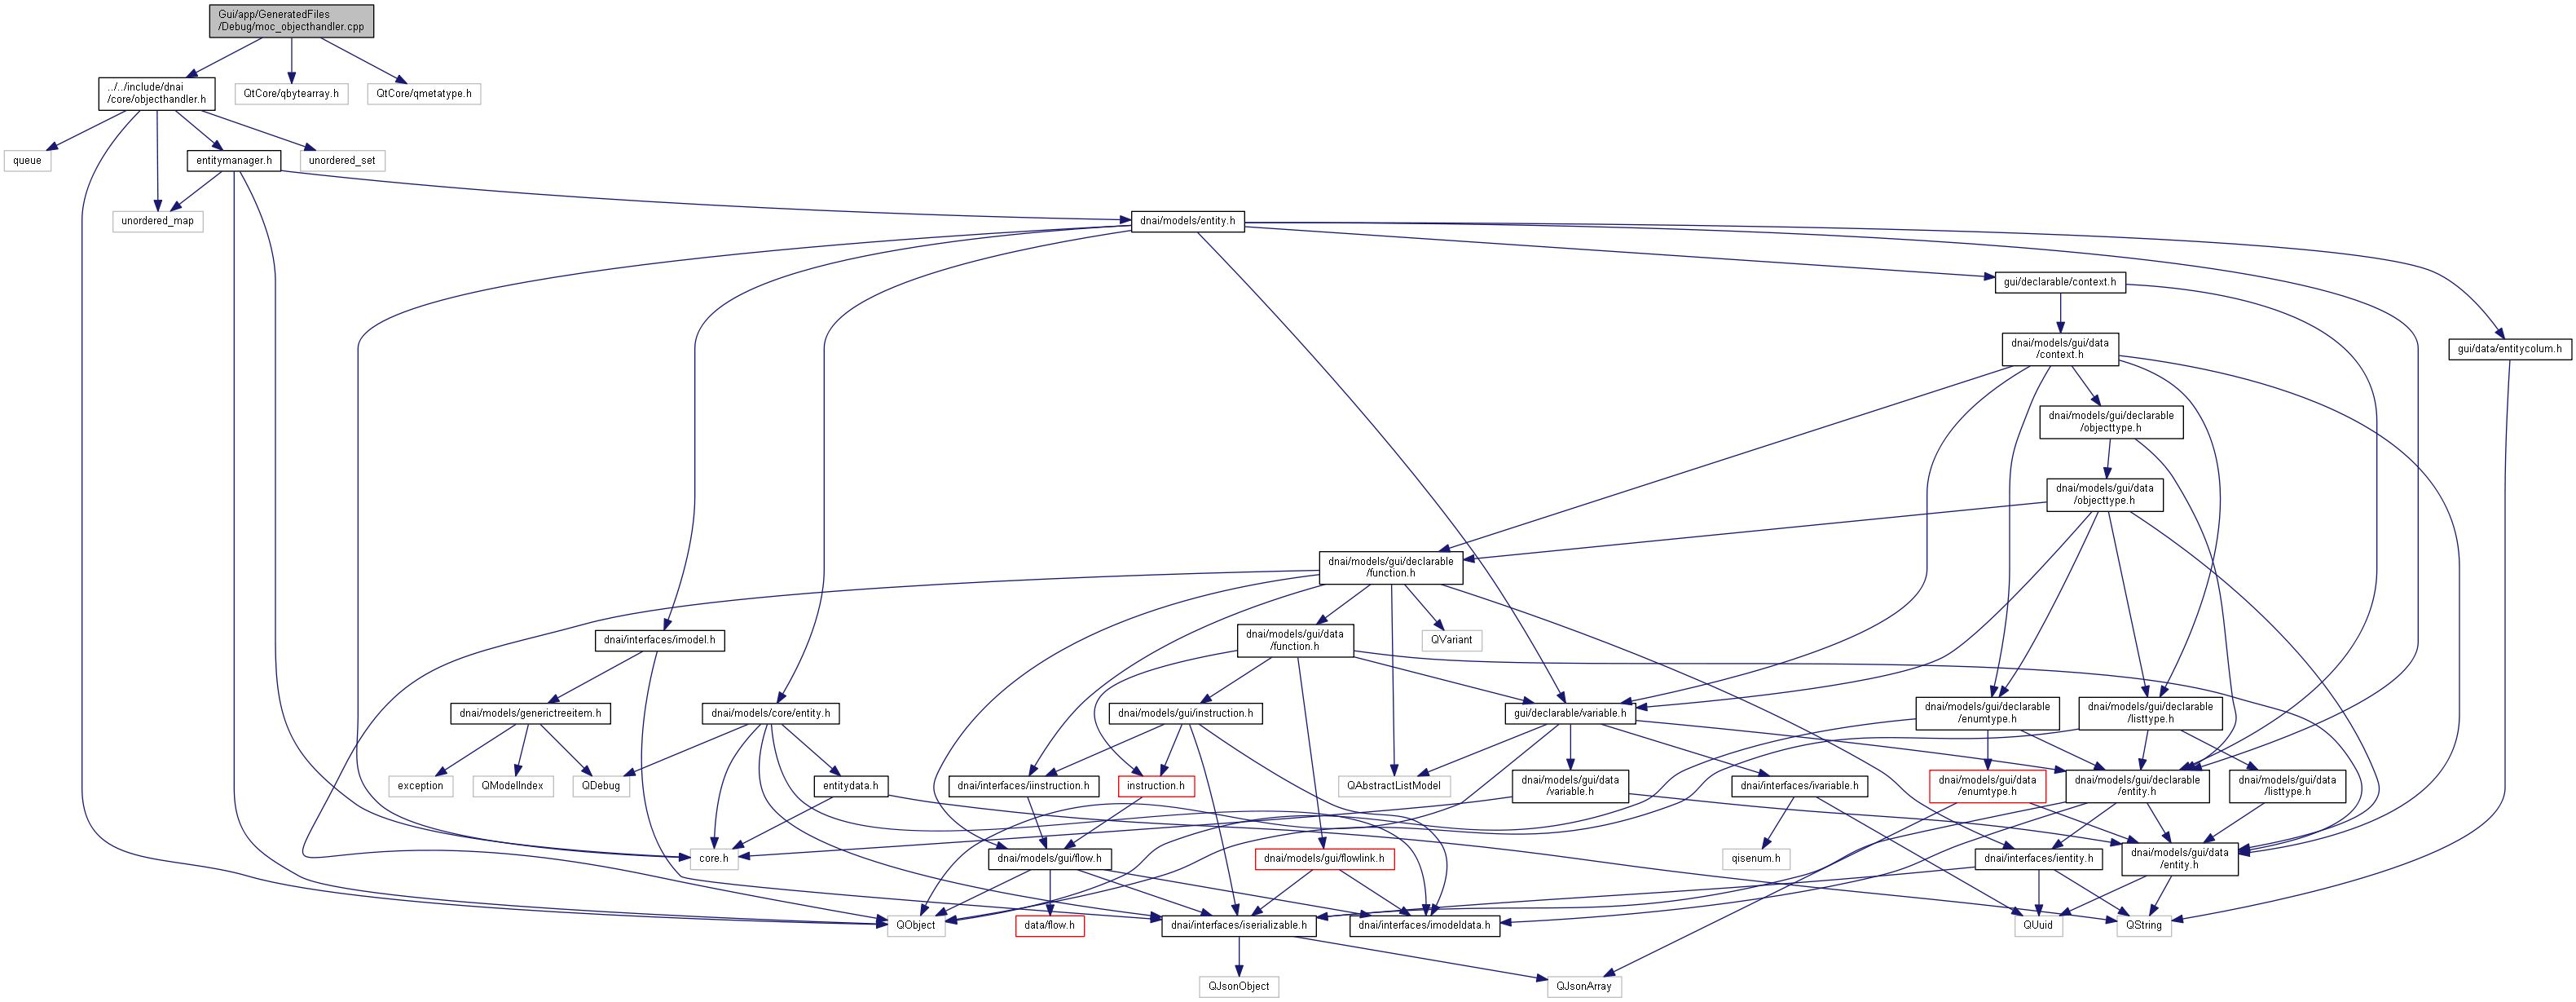 Gui/app/GeneratedFiles
/Debug/moc_objecthandler.cpp
../../include/dnai
/core/objecthandler.h
QtCore/qbytearray.h
QtCore/qmetatype.h
queue
entitymanager.h
unordered_set
unordered_map
dnai/models/entity.h
gui/declarable/context.h
dnai/models/gui/data
/context.h
gui/data/entitycolum.h
dnai/models/gui/declarable
/objecttype.h
dnai/models/gui/data
/objecttype.h
dnai/models/gui/declarable
/function.h
dnai/interfaces/imodel.h
dnai/models/gui/data
/function.h
QVariant
dnai/models/generictreeitem.h
dnai/models/core/entity.h
dnai/models/gui/instruction.h
gui/declarable/variable.h
dnai/models/gui/declarable
/enumtype.h
dnai/models/gui/declarable
/listtype.h
exception
QModelIndex
QDebug
entitydata.h
dnai/interfaces/iinstruction.h
instruction.h
QAbstractListModel
dnai/models/gui/data
/variable.h
dnai/interfaces/ivariable.h
dnai/models/gui/data
/enumtype.h
dnai/models/gui/declarable
/entity.h
dnai/models/gui/data
/listtype.h
core.h
dnai/models/gui/flow.h
dnai/models/gui/flowlink.h
qisenum.h
dnai/interfaces/ientity.h
dnai/models/gui/data
/entity.h
QObject
data/flow.h
dnai/interfaces/iserializable.h
dnai/interfaces/imodeldata.h
QUuid
QString
QJsonObject
QJsonArray